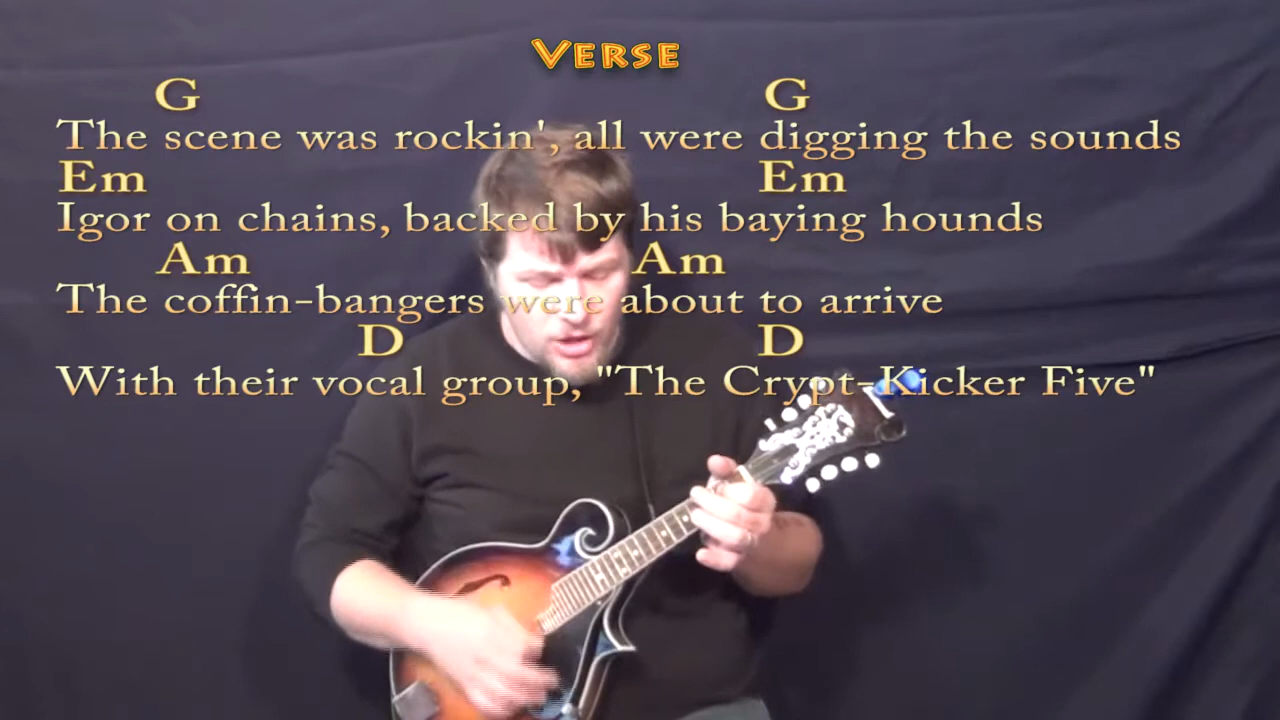 VERSE
G G
The scene was rockin', all were digging the sounds
Em Em
Igor on chains, backed by his baying hounds
Am Am
The coffin-bangers were about to arrive
D D
With their vocal group, "The Crypt-Kicker Five"